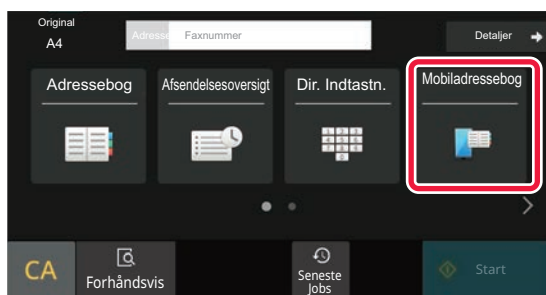 Original
A4
Adresse Faxnummer
Detaljer
Adressebog
Afsendelsesoversigt
Dir. Indtastn.
Mobiladressebog
CA
Forhåndsvis
Seneste
Jobs
Start